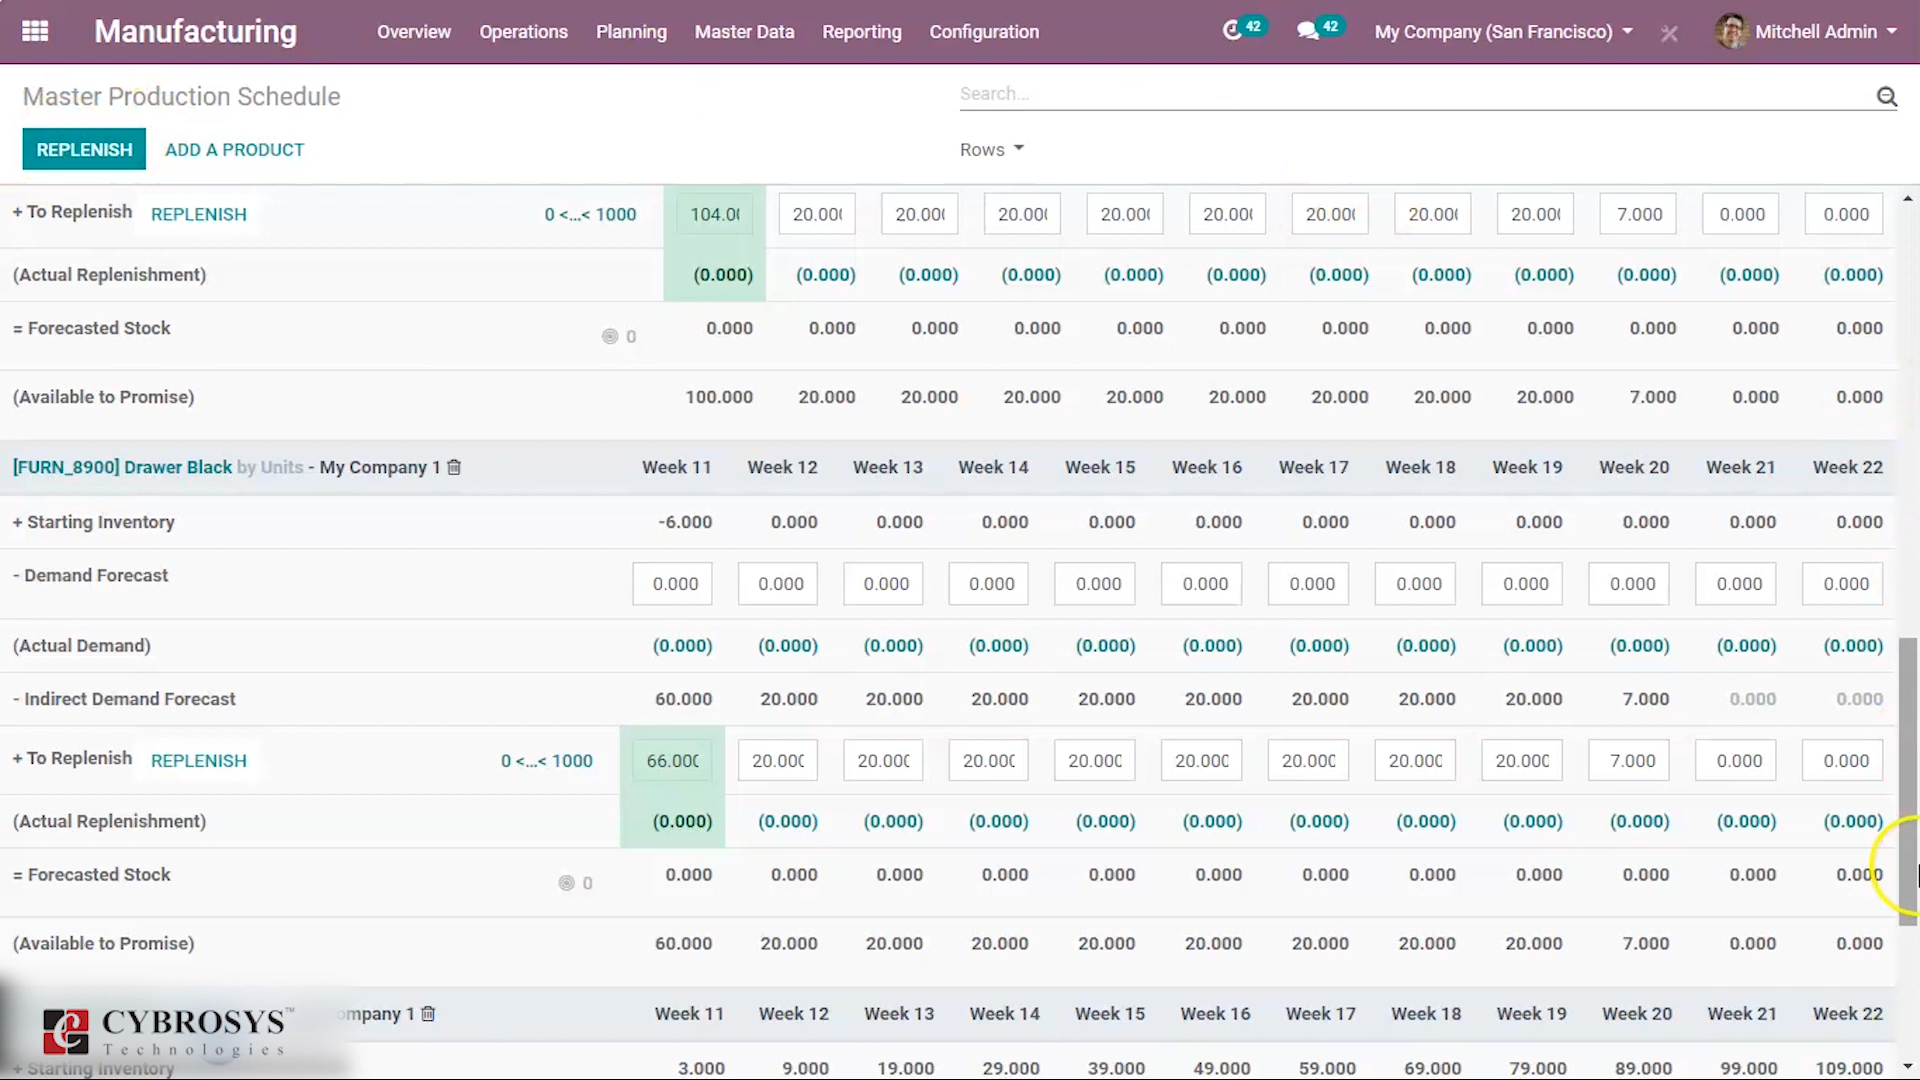 Manufacturing Overview Operations Planning Master Data Reporting Configuration 42 42 My Company (San Francisco) Mitchell Admin
Master Production Schedule Search...
REPLENISH ADD A PRODUCT Rows
+ To Replenish REPLENISH 0 <...< 1000 104.0( 20.00( 20.00( 20.00( 20.00( 20.00( 20.00( 20.00( 20.00( 7.000 0.000 0.000
(Actual Replenishment) (0.000) (0.000) (0.000) (0.000) (0.000) (0.000) (0.000) (0.000) (0.000) (0.000) (0.000) (0.000)
= Forecasted Stock 0 0.000 0.000 0.000 0.000 0.000 0.000 0.000 0.000 0.000 0.000 0.000 0.000
(Available to Promise) 100.000 20.000 20.000 20.000 20.000 20.000 20.000 20.000 20.000 7.000 0.000 0.000
[FURN_8900] Drawer Black by Units - My Company 1 Week 11 Week 12 Week 13 Week 14 Week 15 Week 16 Week 17 Week 18 Week 19 Week 20 Week 21 Week 22
+ Starting Inventory -6.000 0.000 0.000 0.000 0.000 0.000 0.000 0.000 0.000 0.000 0.000 0.000
- Demand Forecast 0.000 0.000 0.000 0.000 0.000 0.000 0.000 0.000 0.000 0.000 0.000 0.000
(Actual Demand) (0.000) (0.000) (0.000) (0.000) (0.000) (0.000) (0.000) (0.000) (0.000) (0.000) (0.000) (0.000)
- Indirect Demand Forecast 60.000 20.000 20.000 20.000 20.000 20.000 20.000 20.000 20.000 7.000 0.000 0.000
+ To Replenish REPLENISH 0 <...< 1000 66.00( 20.00( 20.00( 20.00( 20.00( 20.00( 20.00( 20.00( 20.00( 7.000 0.000 0.000
(Actual Replenishment) (0.000) (0.000) (0.000) (0.000) (0.000) (0.000) (0.000) (0.000) (0.000) (0.000) (0.000) (0.000)
= Forecasted Stock 0 0.000 0.000 0.000 0.000 0.000 0.000 0.000 0.000 0.000 0.000 0.000 0.000
(Available to Promise) 60.000 20.000 20.000 20.000 20.000 20.000 20.000 20.000 20.000 7.000 0.000 0.000
ompany 1 Week 11 Week 12 Week 13 Week 14 Week 15 Week 16 Week 17 Week 18 Week 19 Week 20 Week 21 Week 22
CYBROSYS™
Technologies
+ Starting Inventory 3.000 9.000 19.000 29.000 39.000 49.000 59.000 69.000 79.000 89.000 99.000 109.000